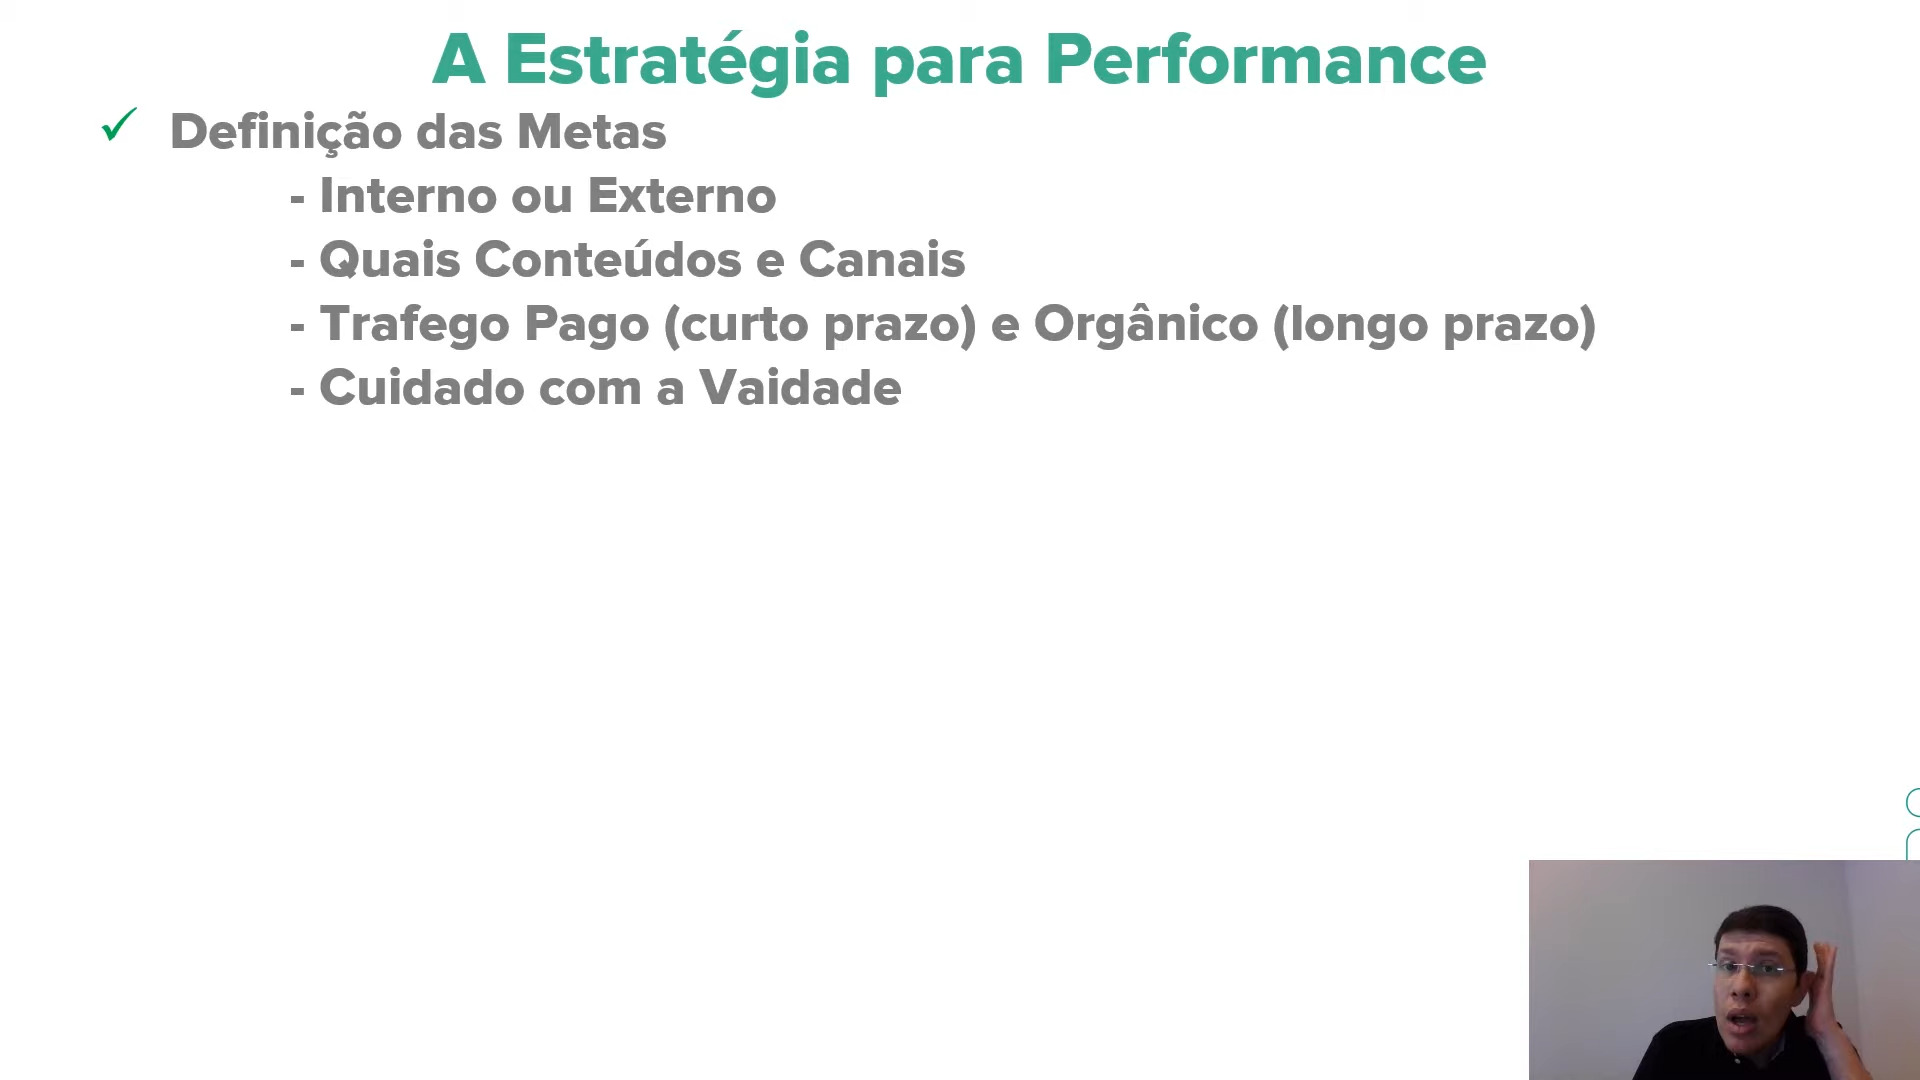 A Estratégia para Performance
✓ Definição das Metas
- Interno ou Externo
- Quais Conteúdos e Canais
- Trafego Pago (curto prazo) e Orgânico (longo prazo)
- Cuidado com a Vaidade